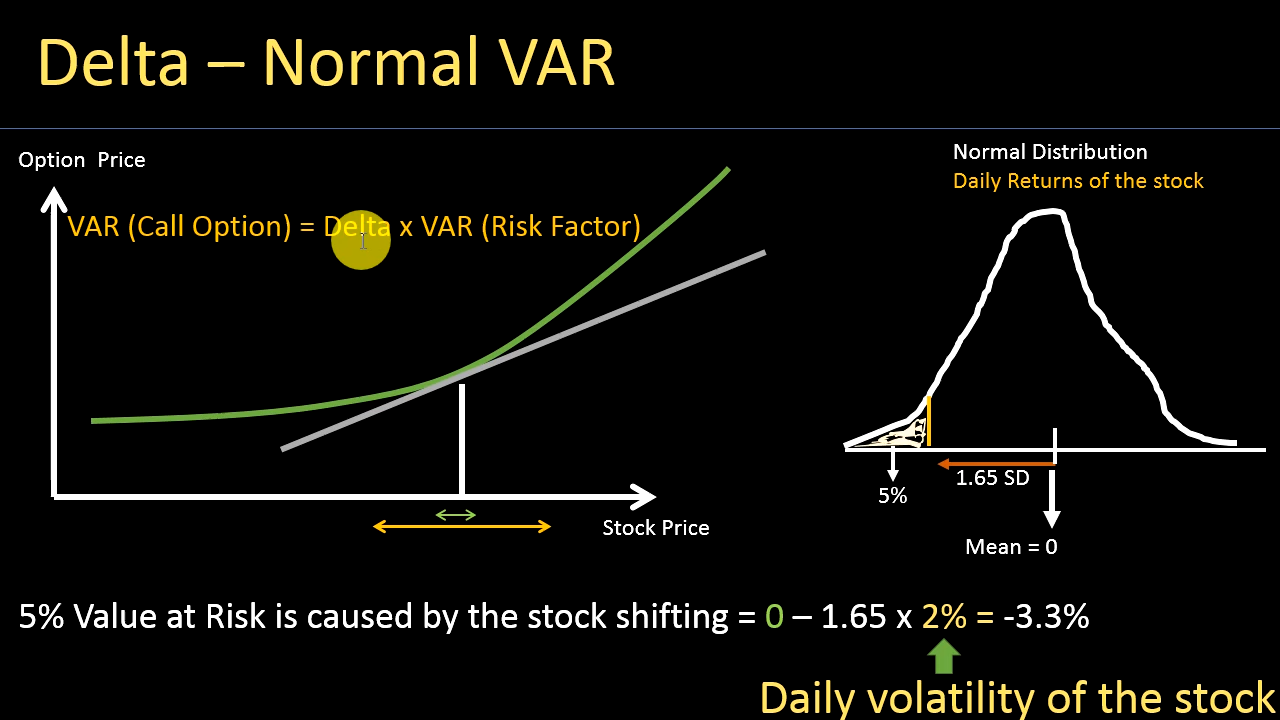 Delta – Normal VAR
Option Price
VAR (Call Option) = Delta x VAR (Risk Factor)
Stock Price
Normal Distribution
Daily Returns of the stock
1.65 SD
5%
Mean = 0
5% Value at Risk is caused by the stock shifting = 0 – 1.65 x 2% = -3.3%
Daily volatility of the stock